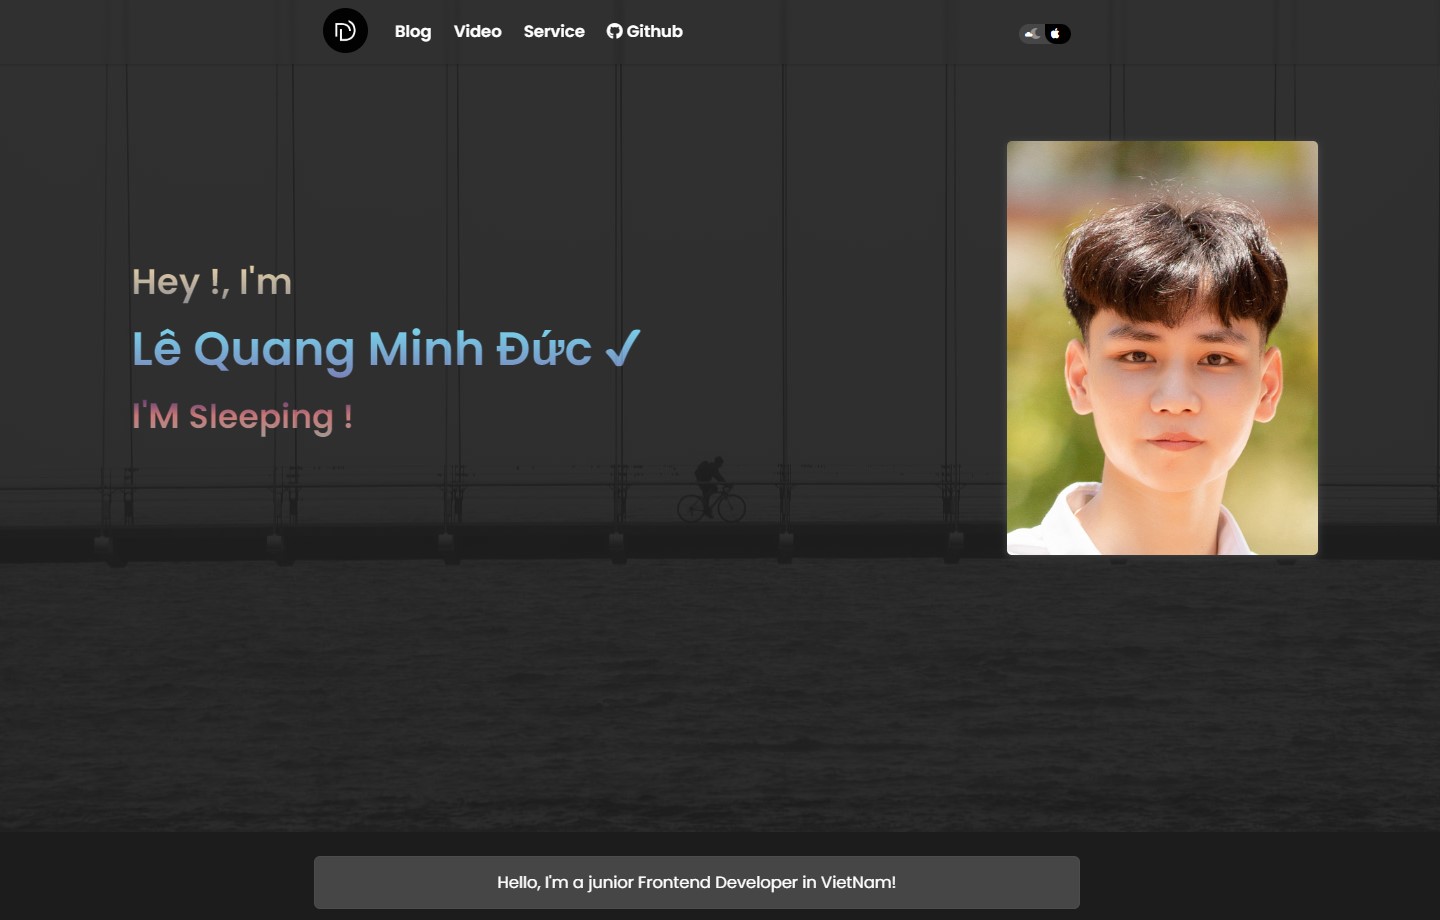 Blog Video Service Github
Hey !, I'm
Lê Quang Minh Đức ✓
I'M Sleeping !
Hello, I'm a junior Frontend Developer in VietNam!